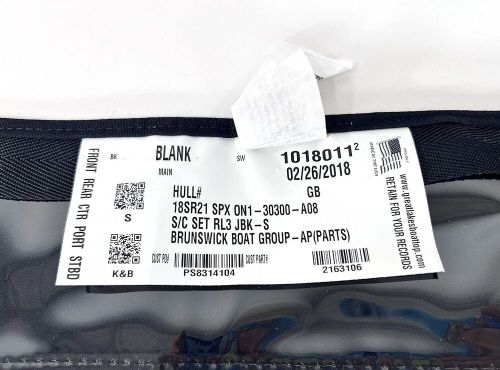 FRONT REAR CTR PORT STBD
BK
BLANK
SW
1018011²
MAIN
02/26/2018
HULL#
GB
18SR21 SPX ON1-30300-A08
S/C SET RL3 JBK-S
BRUNSWICK BOAT GROUP-AP(PARTS)
S
K&B
CUST PO#
PS8314104
CUST PART#
2163106
www.greatlakesboattop.com
RETAIN FOR YOUR RECORDS